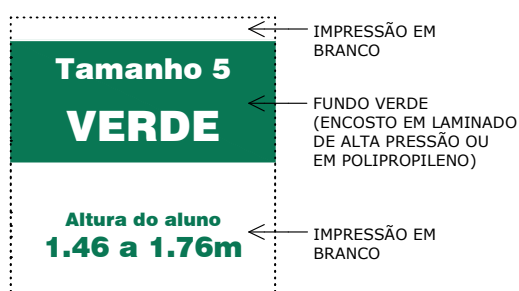 IMPRESSÃO EM
BRANCO
Tamanho 5
VERDE
FUNDO VERDE
(ENCOSTO EM LAMINADO
DE ALTA PRESSÃO OU
EM POLIPROPILENO)
Altura do aluno
1.46 a 1.76m
IMPRESSÃO EM
BRANCO